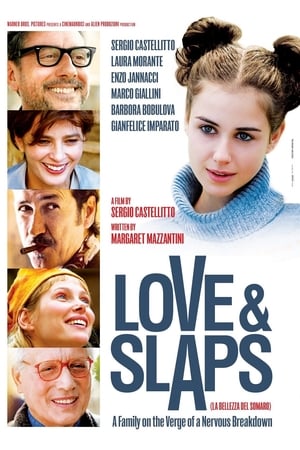 WARNER BROS. PICTURES PRESENTS A CINEMAUNDICI AND ALIEN PRODUZIONI PRODUCTION
SERGIO CASTELLITTO
LAURA MORANTE
ENZO JANNACCI
MARCO GIALLINI
BARBORA BOBULOVA
GIANFELICE IMPARATO
A FILM BY
SERGIO CASTELLITTO
WRITTEN BY
MARGARET MAZZANTINI
LOVE &
SLAPS
(LA BELLEZZA DEL SOMARO)
A Family on the Verge of a Nervous Breakdown